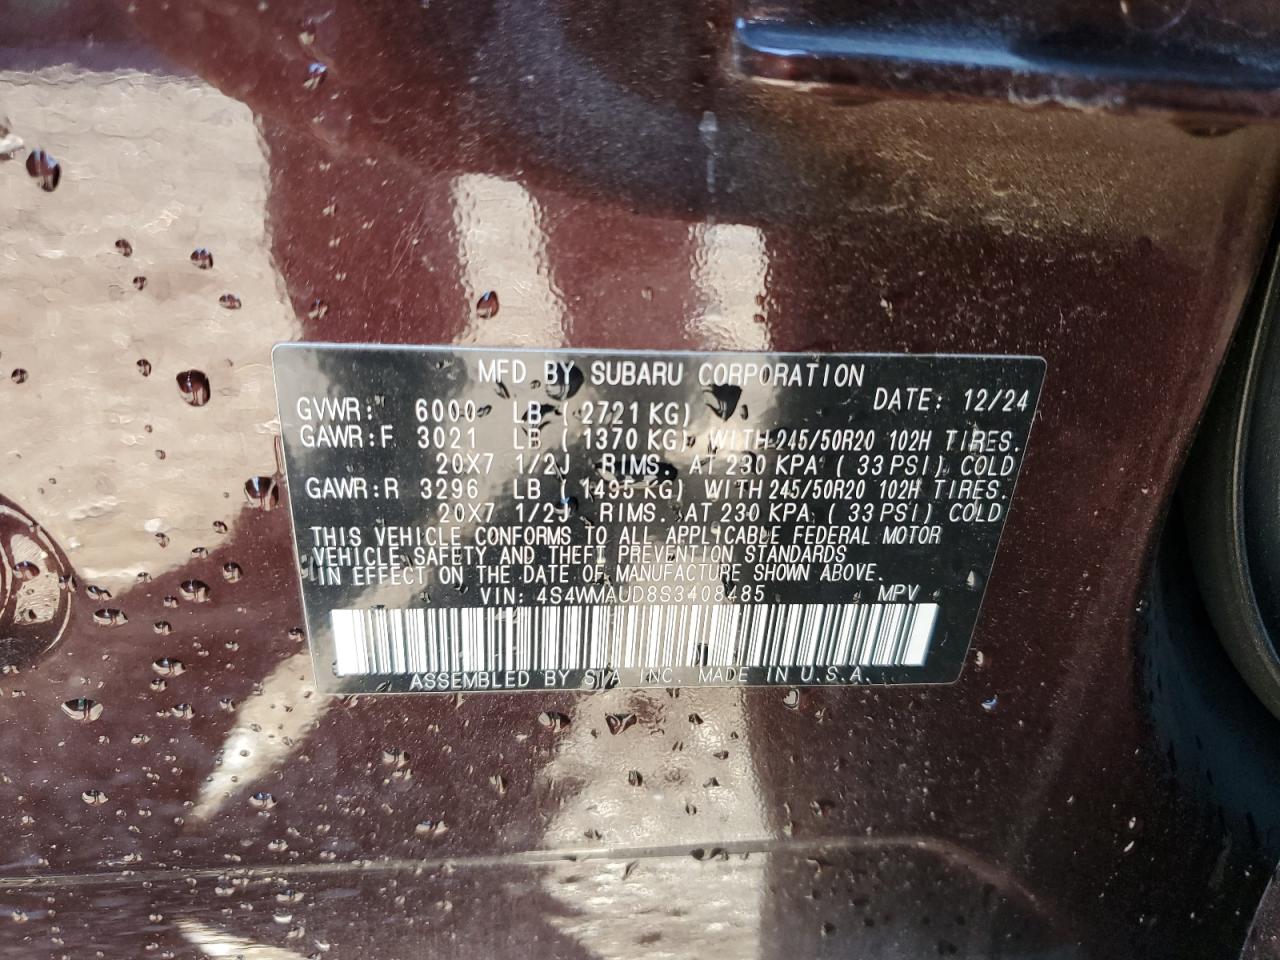 MFD BY SUBARU CORPORATION
DATE: 12/24
GVWR: 6000 LB (2721 KG)
GAWR:F 3021 LB (1370 KG) WITH 245/50R20 102H TIRES.
20X7 1/2J RIMS. AT 230 KPA (33 PSI) COLD
GAWR:R 3296 LB (1495 KG) WITH 245/50R20 102H TIRES.
20X7 1/2J RIMS. AT 230 KPA (33 PSI) COLD
THIS VEHICLE CONFORMS TO ALL APPLICABLE FEDERAL MOTOR
VEHICLE SAFETY AND THEFT PREVENTION STANDARDS
IN EFFECT ON THE DATE OF MANUFACTURE SHOWN ABOVE.
VIN: 4S4WMAUD8S3408485 MPV
ASSEMBLED BY SIA INC. MADE IN U.S.A.